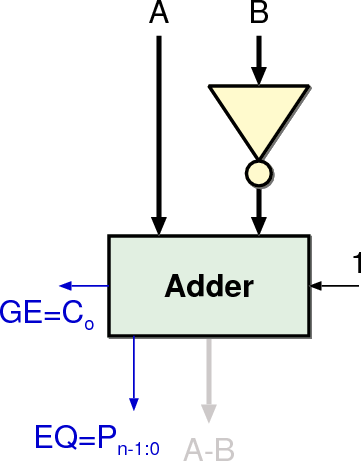 A B
1
Adder
GE=Co
EQ=Pn-1:0
A-B